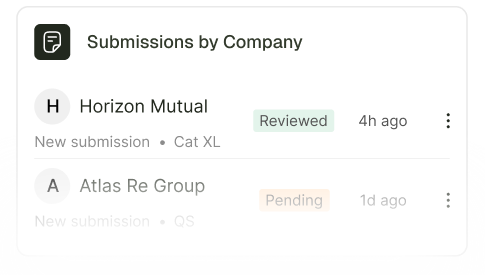 Submissions by Company
H Horizon Mutual
Reviewed 4h ago
New submission • Cat XL
A Atlas Re Group
Pending 1d ago
New submission • QS